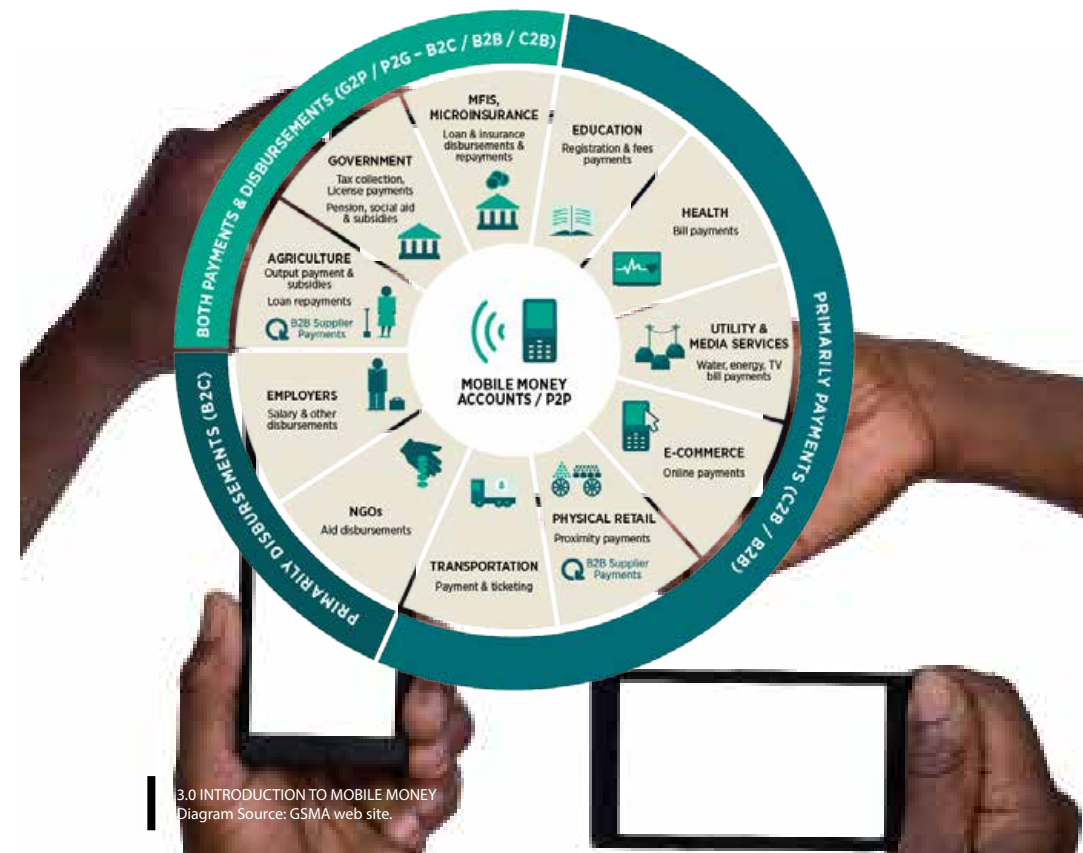 BOTH PAYMENTS & DISBURSEMENTS (G2P / P2G – B2C / B2B / C2B)
PRIMARILY PAYMENTS (C2B / B2B)
PRIMARILY DISBURSEMENTS (B2C)
MFIS,
MICROINSURANCE
Loan & insurance
disbursements &
repayments
EDUCATION
Registration & fees
payments
HEALTH
Bill payments
UTILITY &
MEDIA SERVICES
Water, energy, TV
bill payments
E-COMMERCE
Online payments
PHYSICAL RETAIL
Proximity payments
B2B Supplier
Payments
TRANSPORTATION
Payment & ticketing
NGOs
Aid disbursements
EMPLOYERS
Salary & other
disbursements
AGRICULTURE
Output payment &
subsidies
Loan repayments
B2B Supplier
Payments
GOVERNMENT
Tax collection,
License payments
Pension, social aid
& subsidies
MOBILE MONEY
ACCOUNTS / P2P
3.0 INTRODUCTION TO MOBILE MONEY
Diagram Source: GSMA web site.